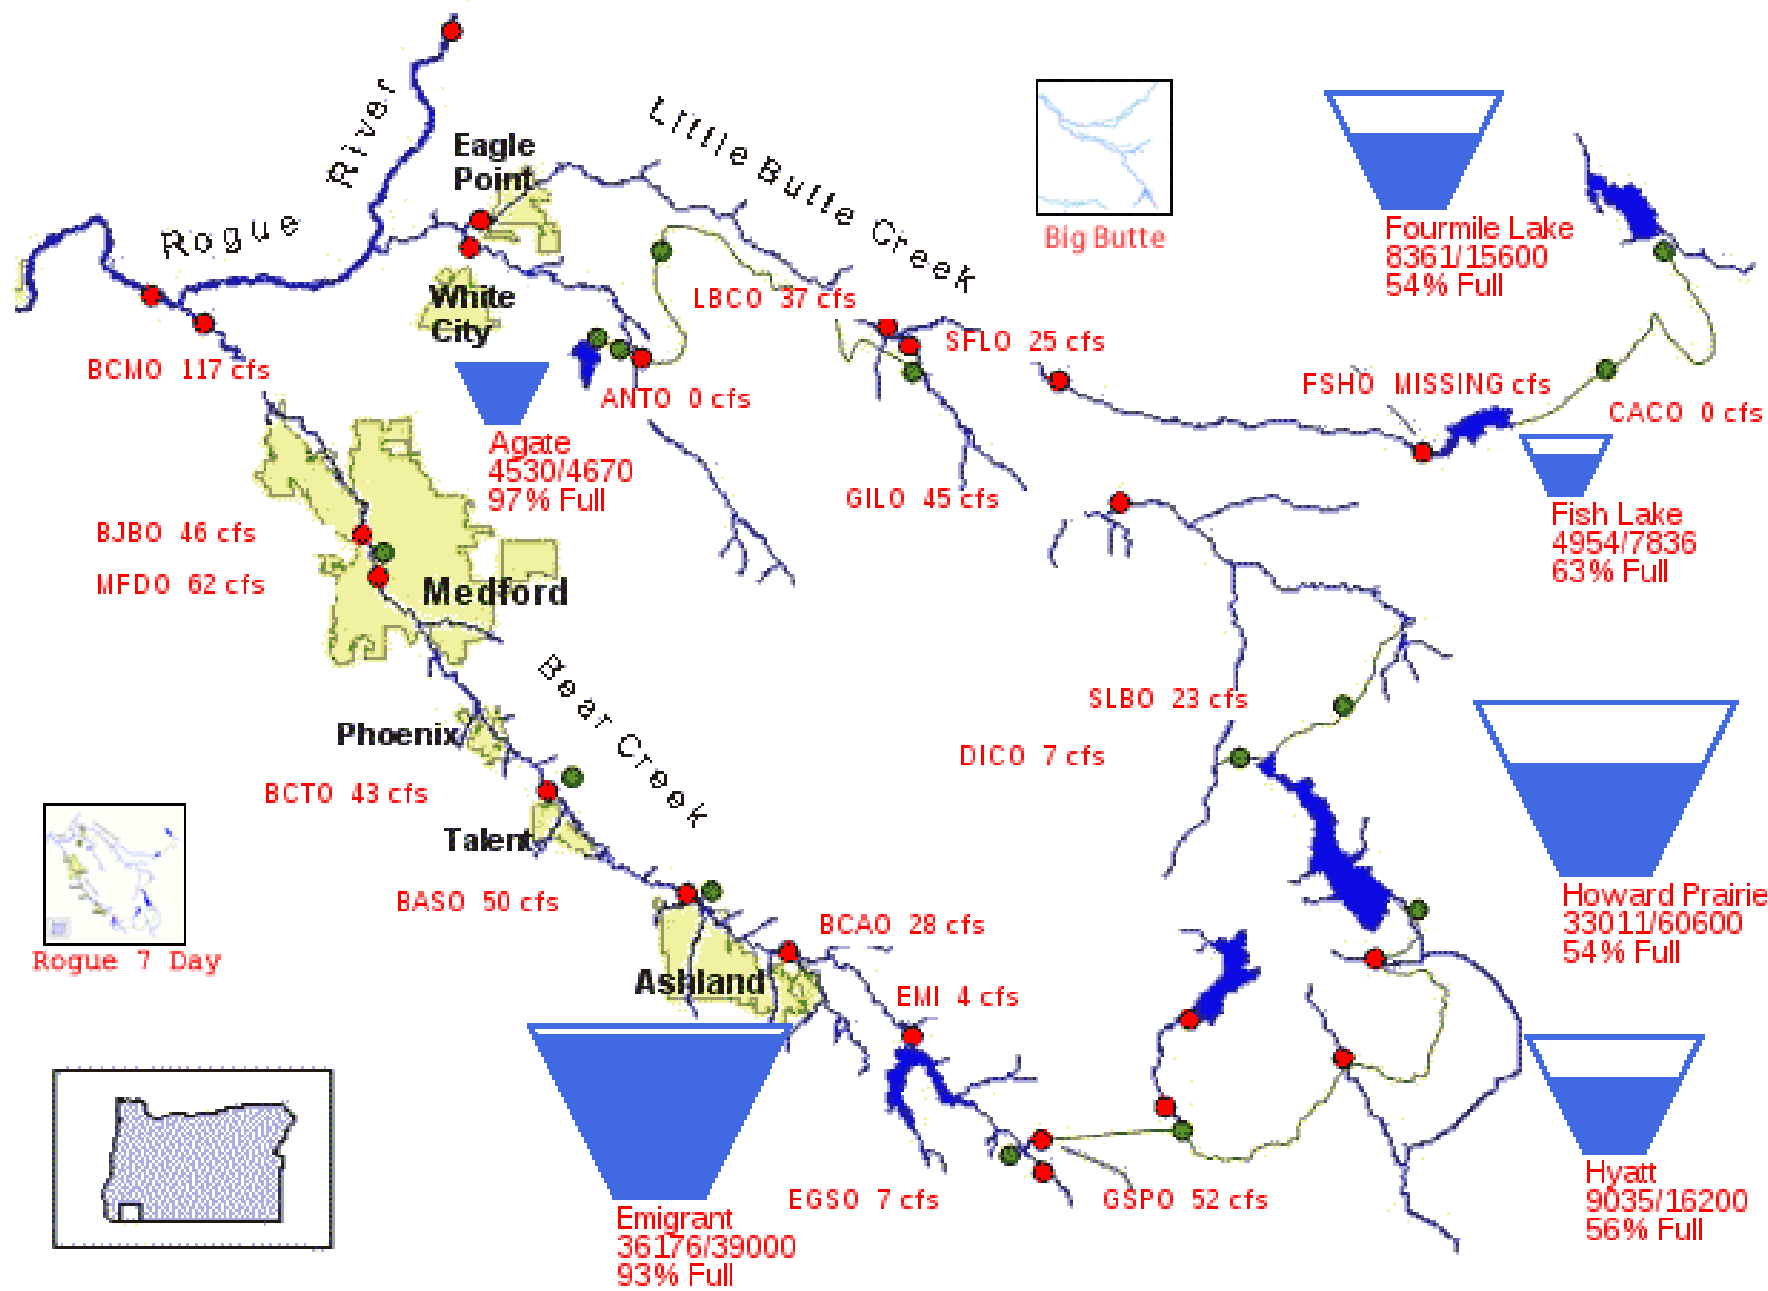 Rogue River
Eagle
Point
Little Butte Creek
Big Butte
Fourmile Lake
8361/15600
54% Full
White
City
LBCO 37 cfs
SFLO 25 cfs
BCMO 117 cfs
ANTO 0 cfs
FSHO MISSING cfs
CACO 0 cfs
Agate
4530/4670
97% Full
GILO 45 cfs
Fish Lake
4954/7836
63% Full
BJBO 46 cfs
MFDO 62 cfs
Medford
Bear Creek
SLBO 23 cfs
Phoenix
DICO 7 cfs
BCTO 43 cfs
Talent
BASO 50 cfs
Howard Prairie
33011/60600
54% Full
BCAO 28 cfs
Rogue 7 Day
Ashland
EMI 4 cfs
Hyatt
9035/16200
56% Full
EGSO 7 cfs
GSPO 52 cfs
Emigrant
36176/39000
93% Full